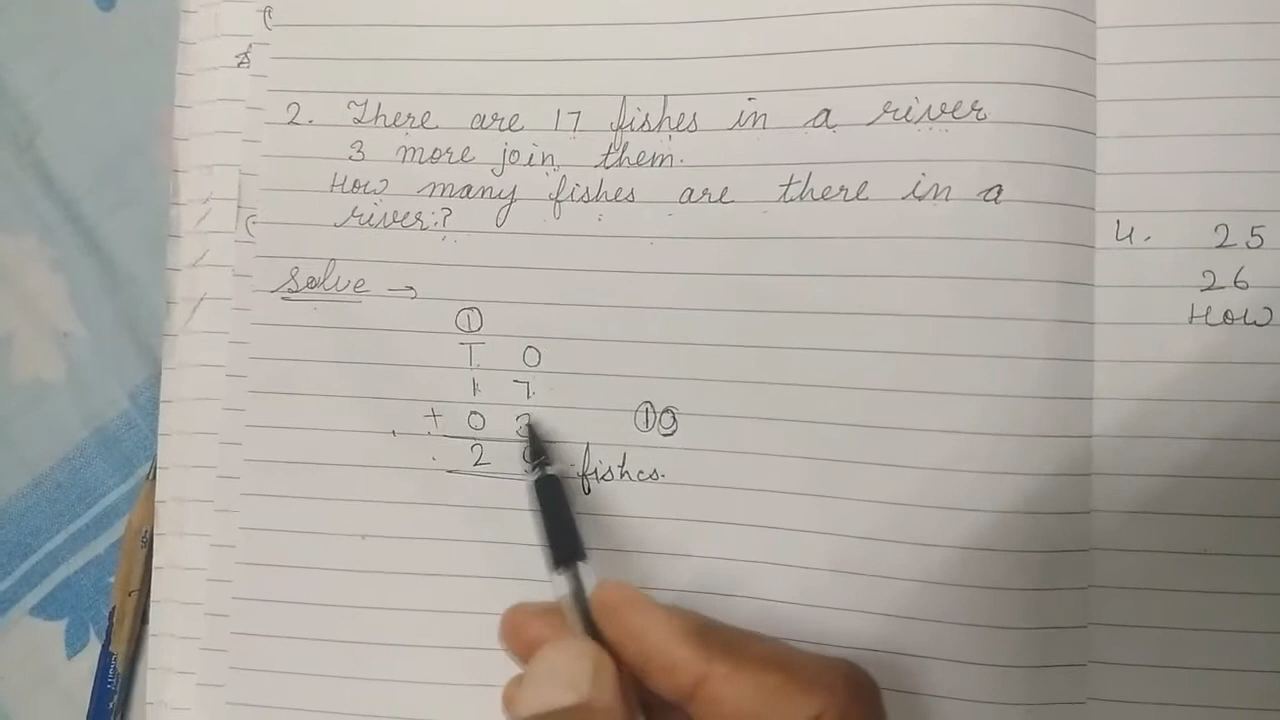 2. There are 17 fishes in a river
3 more join them.
How many fishes are there in a
river?
Solve →
①
T O
1 7
+ 0 3
①⓪
2
fishes.
4. 25
26
How